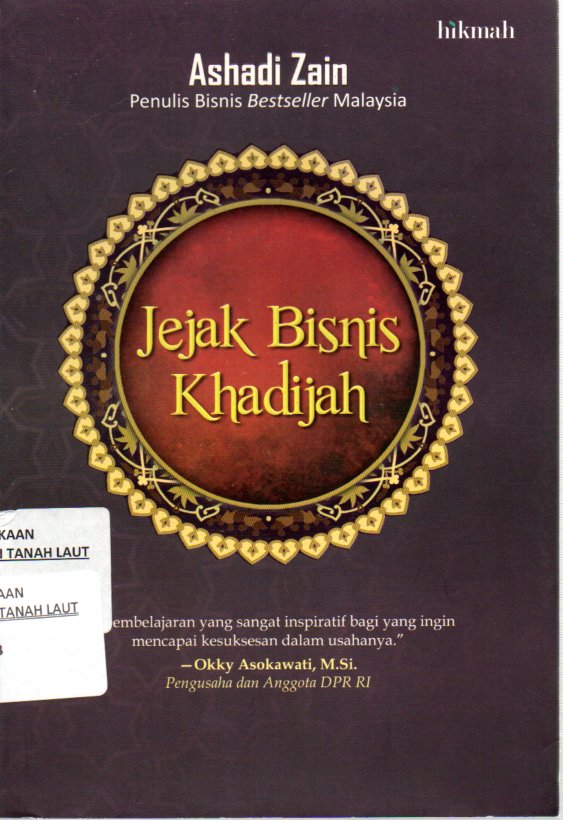 hikmah
Ashadi Zain
Penulis Bisnis Bestseller Malaysia
Jejak Bisnis
Khadijah
KAAN
I TANAH LAUT
AAN
TANAH LAUT
embelajaran yang sangat inspiratif bagi yang ingin
mencapai kesuksesan dalam usahanya.”
—Okky Asokawati, M.Si.
Pengusaha dan Anggota DPR RI